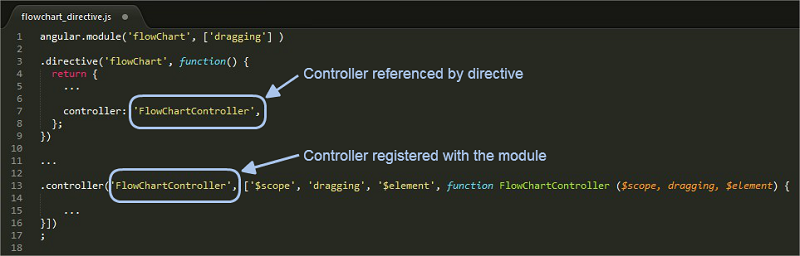 flowchart_directive.js
1 angular.module('flowChart', ['dragging'] )
2
3 .directive('flowChart', function() {
4 return {
5 ...
6
Controller referenced by directive
7 controller: 'FlowChartController',
8 };
9 })
10
11 ...
Controller registered with the module
12
13 .controller('FlowChartController', ['$scope', 'dragging', '$element', function FlowChartController ($scope, dragging, $element) {
14
15 ...
16 }])
17 ;
18